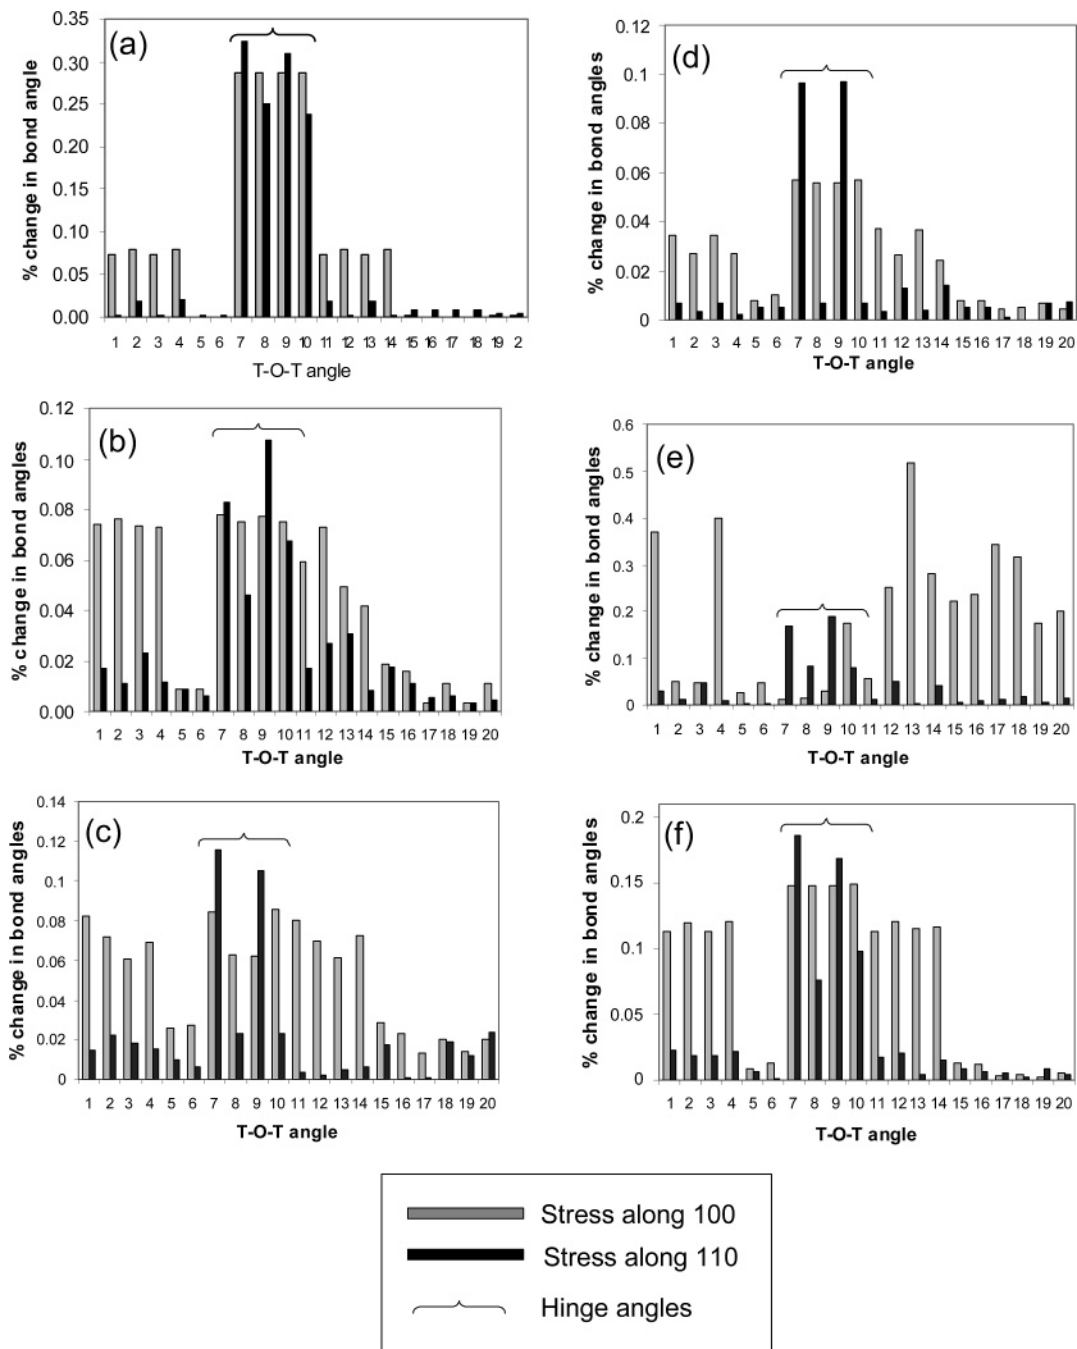 (a)
% change in bond angle
0.35
0.30
0.25
0.20
0.15
0.10
0.05
0.00
1 2 3 4 5 6 7 8 9 10 11 12 13 14 15 16 17 18 19 2
T-O-T angle
(d)
% change in bond angles
0.12
0.1
0.08
0.06
0.04
0.02
0
1 2 3 4 5 6 7 8 9 10 11 12 13 14 15 16 17 18 19 20
T-O-T angle
(b)
% change in bond angles
0.12
0.10
0.08
0.06
0.04
0.02
0.00
1 2 3 4 5 6 7 8 9 10 11 12 13 14 15 16 17 18 19 20
T-O-T angle
(e)
% change in bond angles
0.6
0.5
0.4
0.3
0.2
0.1
0
1 2 3 4 5 6 7 8 9 10 11 12 13 14 15 16 17 18 19 20
T-O-T angle
(c)
% change in bond angles
0.14
0.12
0.1
0.08
0.06
0.04
0.02
0
1 2 3 4 5 6 7 8 9 10 11 12 13 14 15 16 17 18 19 20
T-O-T angle
(f)
% change in bond angles
0.2
0.15
0.1
0.05
0
1 2 3 4 5 6 7 8 9 10 11 12 13 14 15 16 17 18 19 20
T-O-T angle
Stress along 100
Stress along 110
Hinge angles